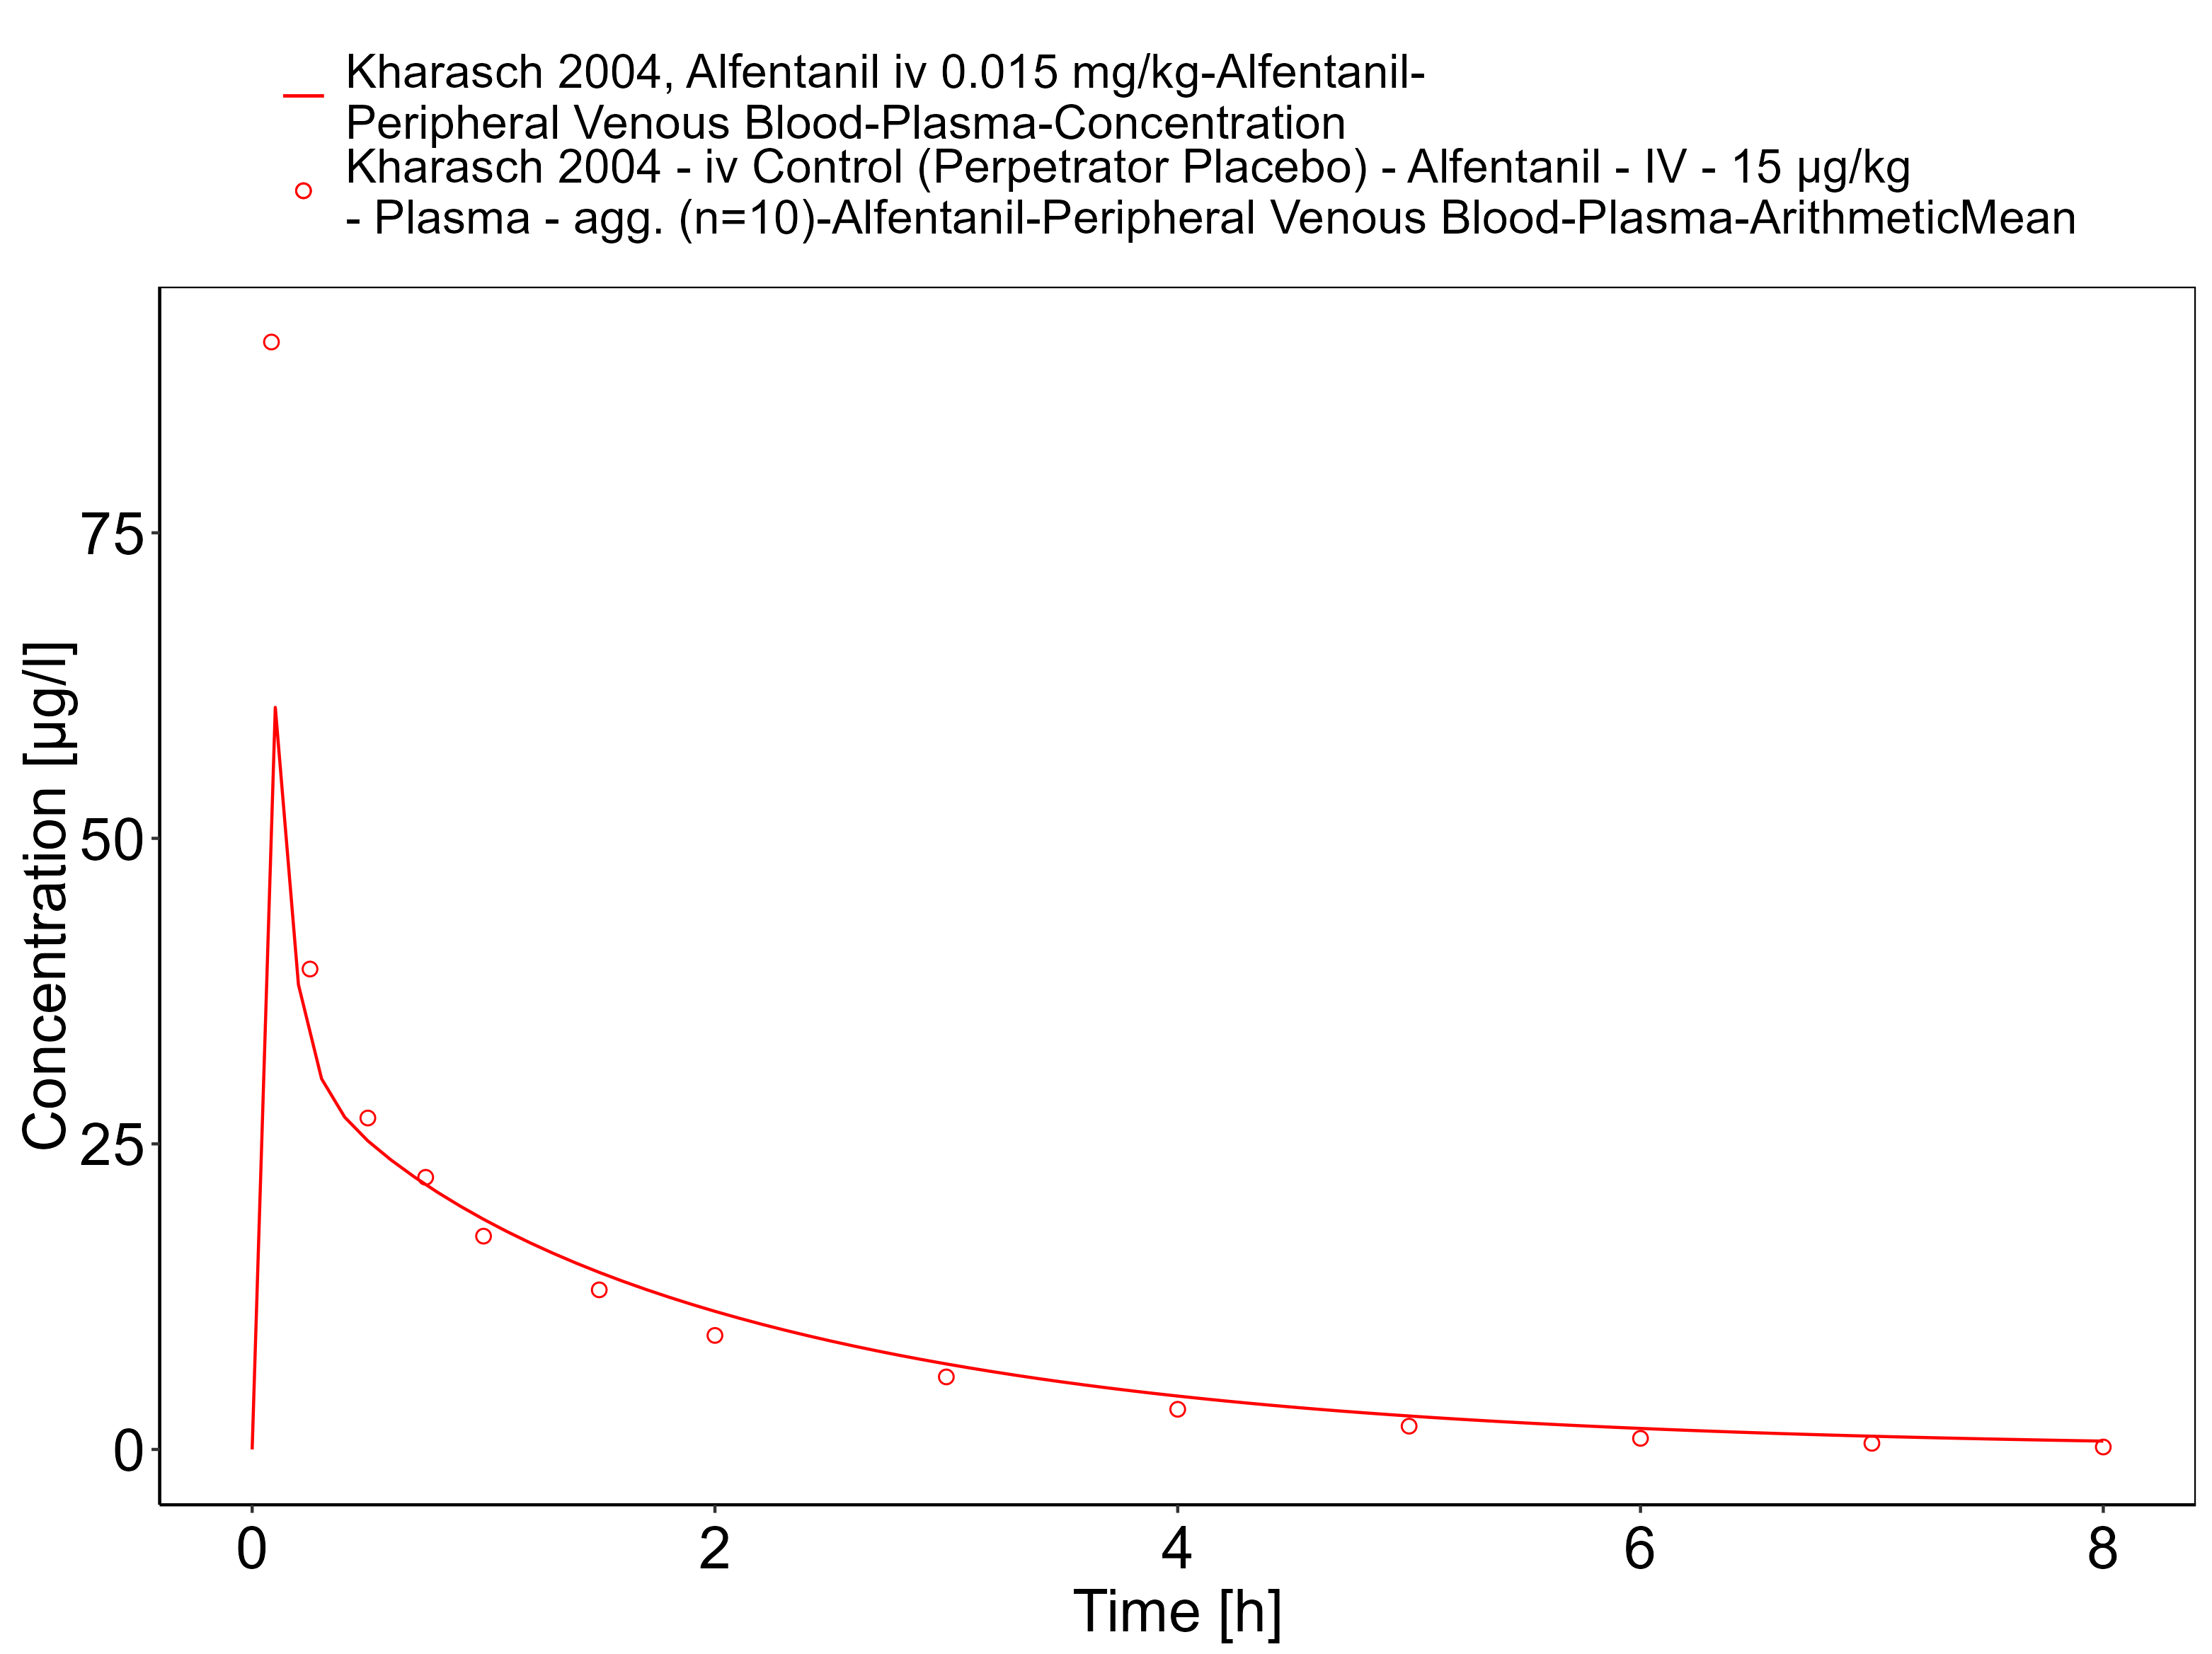 Kharasch 2004, Alfentanil iv 0.015 mg/kg-Alfentanil-
Peripheral Venous Blood-Plasma-Concentration
Kharasch 2004 - iv Control (Perpetrator Placebo) - Alfentanil - IV - 15 µg/kg
- Plasma - agg. (n=10)-Alfentanil-Peripheral Venous Blood-Plasma-ArithmeticMean
Concentration [µg/l]
75
50
25
0
0 2 4 6 8
Time [h]